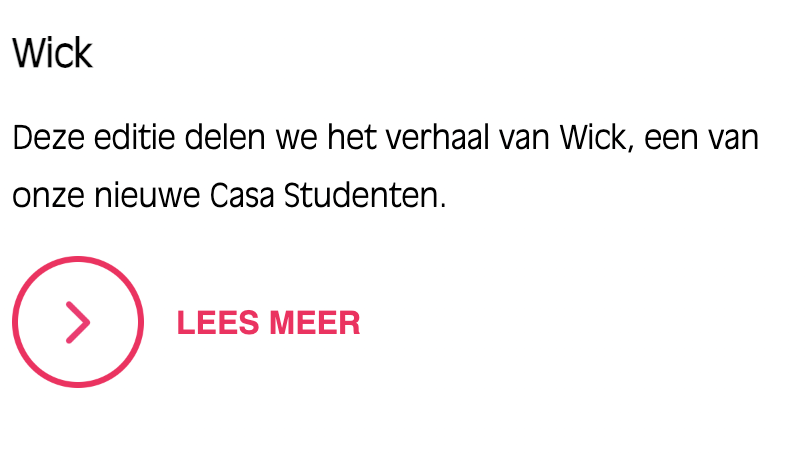 Wick
Deze editie delen we het verhaal van Wick, een van
onze nieuwe Casa Studenten.
LEES MEER